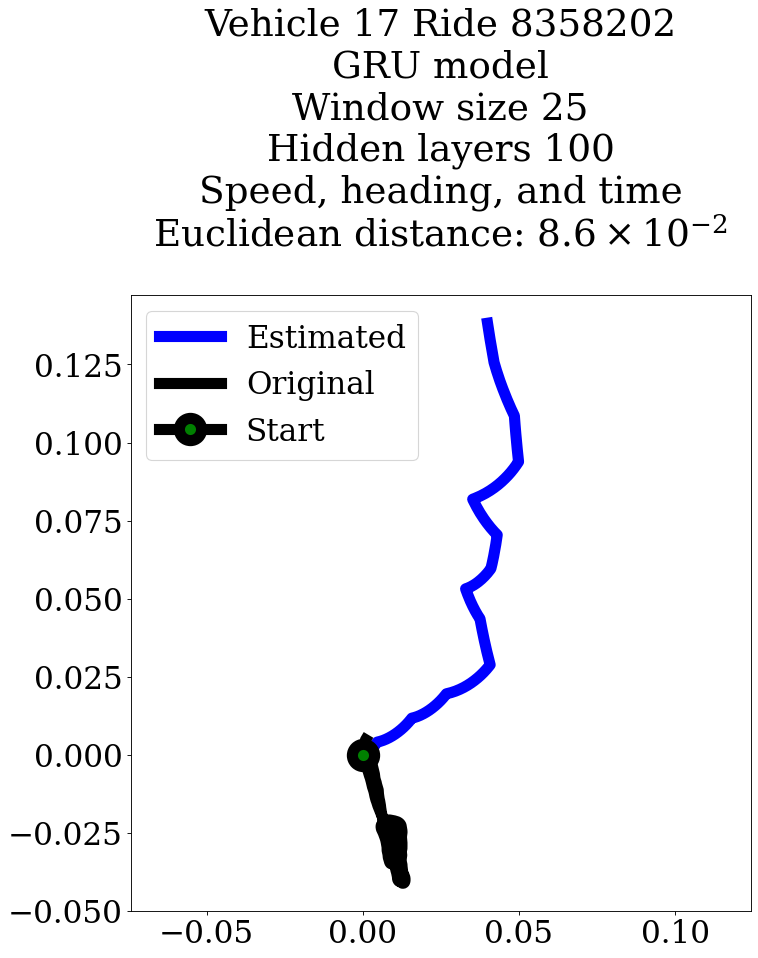 Vehicle 17 Ride 8358202
GRU model
Window size 25
Hidden layers 100
Speed, heading, and time
Euclidean distance: 8.6 × 10⁻²
Estimated
Original
Start
0.125
0.100
0.075
0.050
0.025
0.000
−0.025
−0.050
−0.05 0.00 0.05 0.10